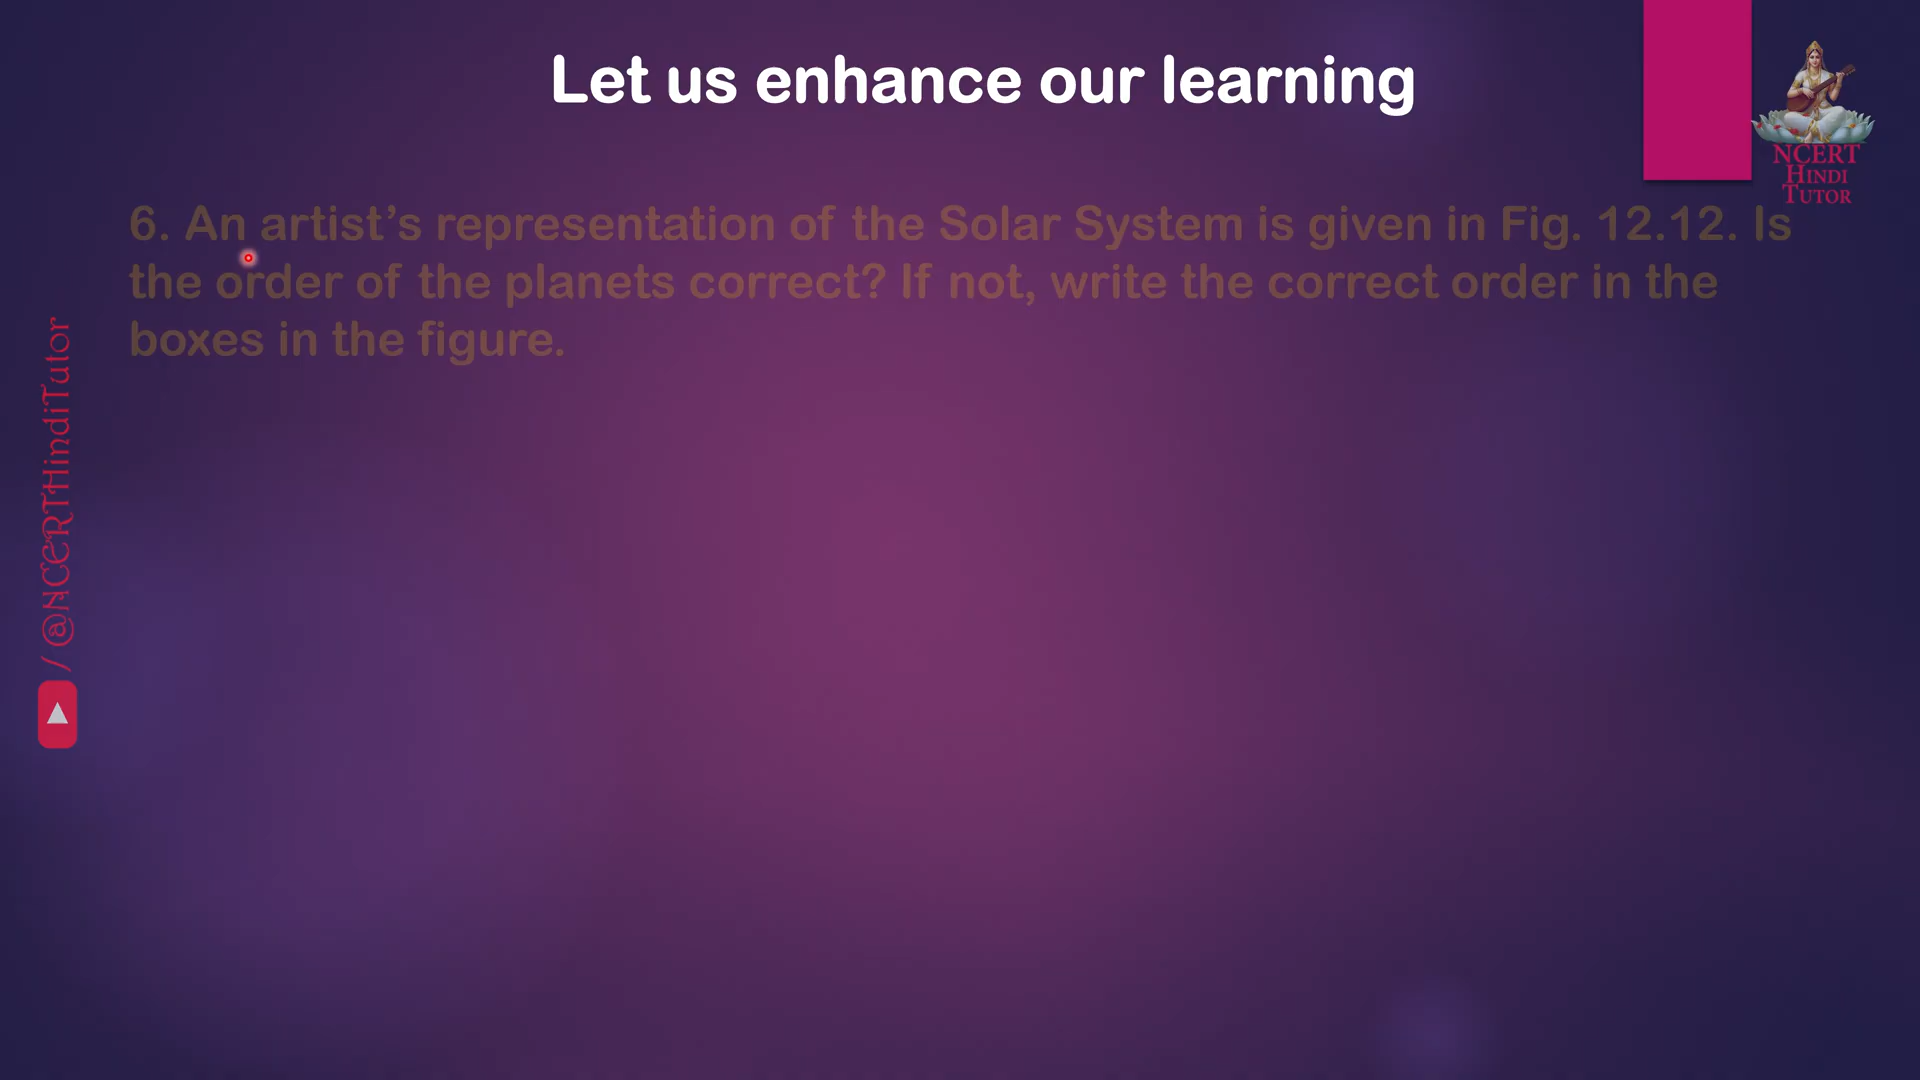 Let us enhance our learning
NCERT
HINDI
TUTOR
6. An artist’s representation of the Solar System is given in Fig. 12.12. Is
the order of the planets correct? If not, write the correct order in the
boxes in the figure.
/ @NCERTHindiTutor